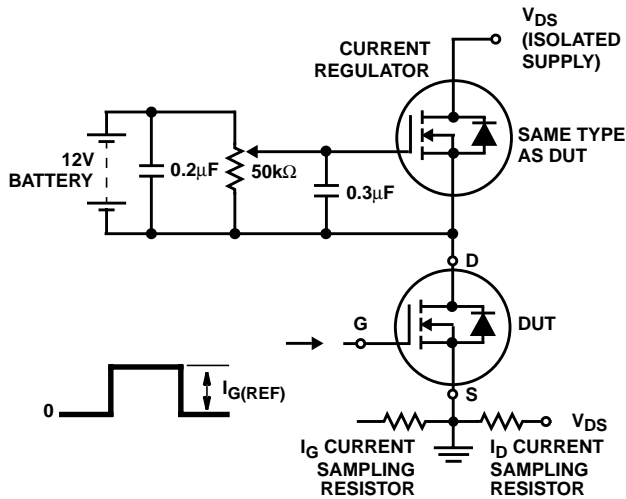 V_DS
(ISOLATED
SUPPLY)
CURRENT
REGULATOR
SAME TYPE
AS DUT
12V
BATTERY
0.2μF
50kΩ
0.3μF
D
G
DUT
I_G(REF)
0
S
V_DS
I_G CURRENT
SAMPLING
RESISTOR
I_D CURRENT
SAMPLING
RESISTOR